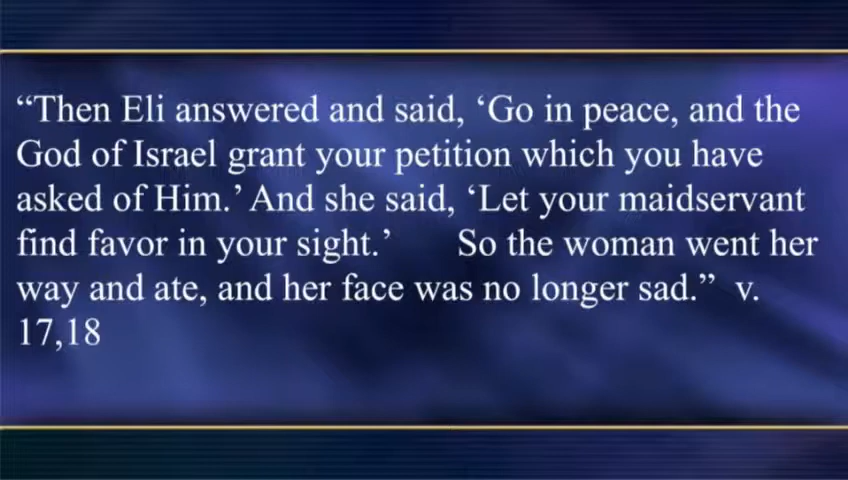 “Then Eli answered and said, ‘Go in peace, and the
God of Israel grant your petition which you have
asked of Him.’ And she said, ‘Let your maidservant
find favor in your sight.’ So the woman went her
way and ate, and her face was no longer sad.” v.
17,18